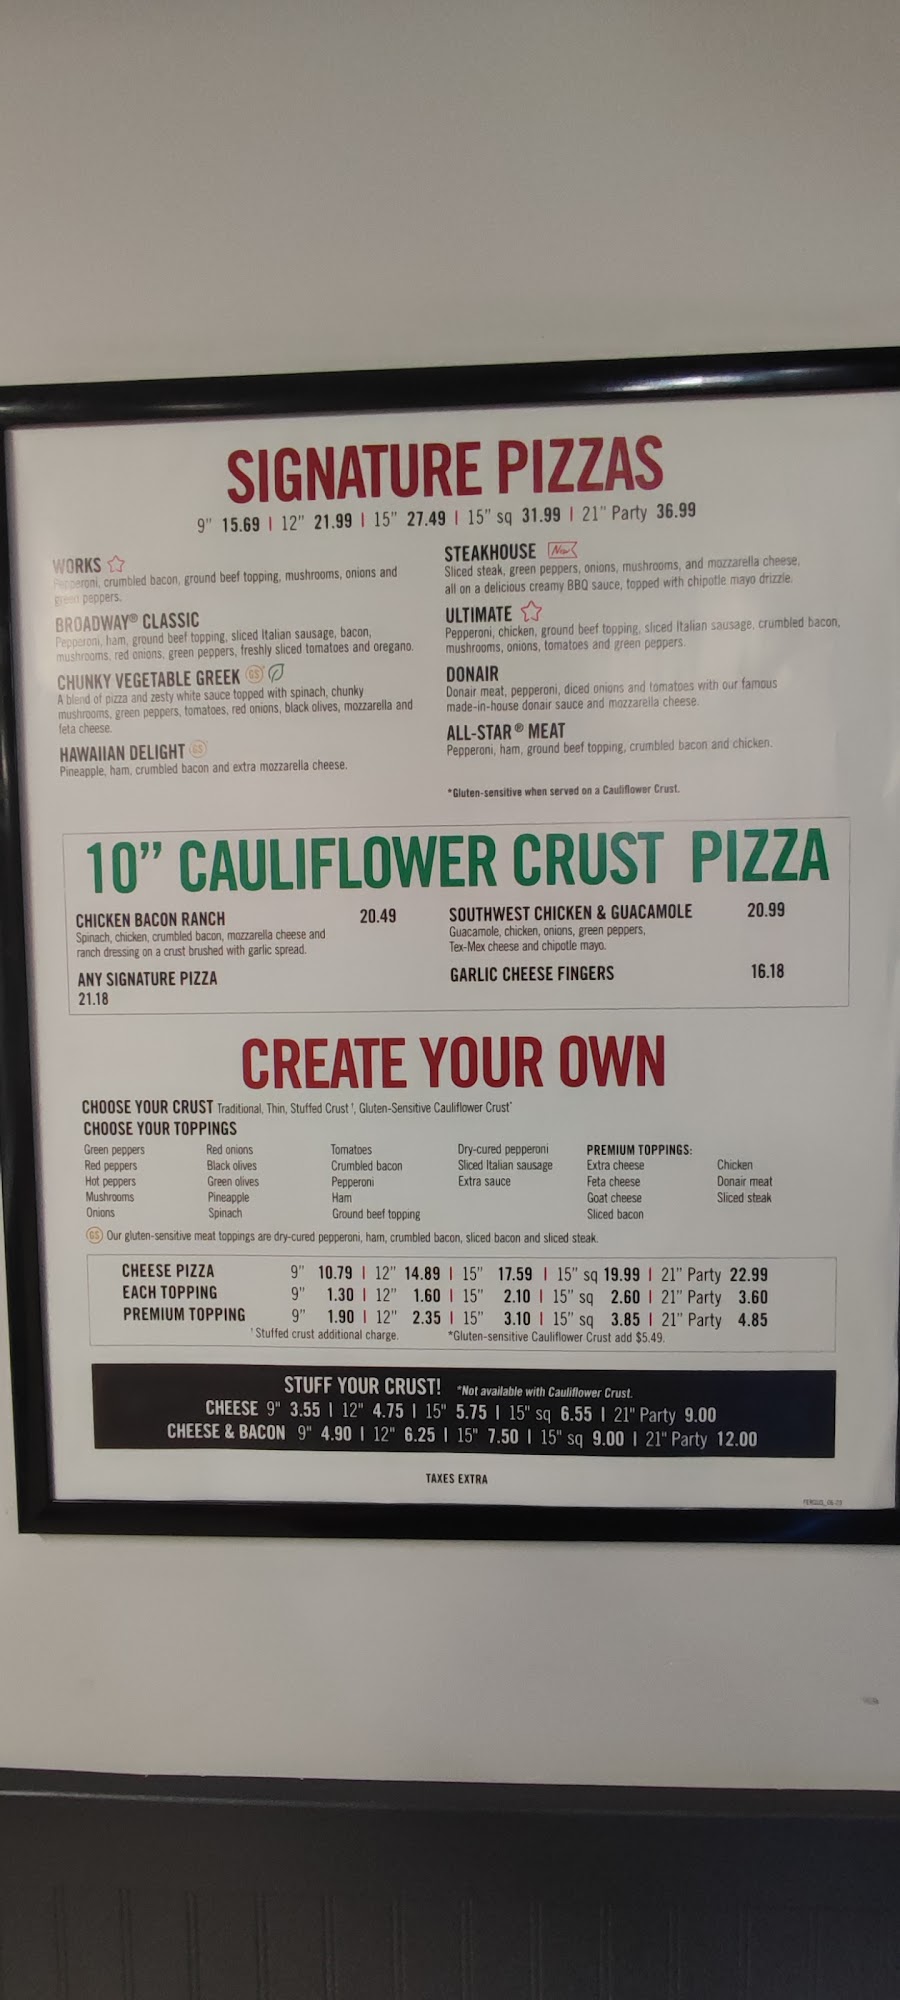 SIGNATURE PIZZAS
9" 15.69 | 12" 21.99 | 15" 27.49 | 15" sq 31.99 | 21" Party 36.99
WORKS
Pepperoni, crumbled bacon, ground beef topping, mushrooms, onions and
green peppers.
BROADWAY® CLASSIC
Pepperoni, ham, ground beef topping, sliced Italian sausage, bacon,
mushrooms, red onions, green peppers, freshly sliced tomatoes and oregano.
CHUNKY VEGETABLE GREEK GS*
A blend of pizza and zesty white sauce topped with spinach, chunky
mushrooms, green peppers, tomatoes, red onions, black olives, mozzarella and
feta cheese.
HAWAIIAN DELIGHT GS
Pineapple, ham, crumbled bacon and extra mozzarella cheese.
STEAKHOUSE New
Sliced steak, green peppers, onions, mushrooms, and mozzarella cheese,
all on a delicious creamy BBQ sauce, topped with chipotle mayo drizzle.
ULTIMATE
Pepperoni, chicken, ground beef topping, sliced Italian sausage, crumbled bacon,
mushrooms, onions, tomatoes and green peppers.
DONAIR
Donair meat, pepperoni, diced onions and tomatoes with our famous
made-in-house donair sauce and mozzarella cheese.
ALL-STAR® MEAT
Pepperoni, ham, ground beef topping, crumbled bacon and chicken.
*Gluten-sensitive when served on a Cauliflower Crust.
10" CAULIFLOWER CRUST PIZZA
CHICKEN BACON RANCH 20.49
Spinach, chicken, crumbled bacon, mozzarella cheese and
ranch dressing on a crust brushed with garlic spread.
ANY SIGNATURE PIZZA
21.18
SOUTHWEST CHICKEN & GUACAMOLE 20.99
Guacamole, chicken, onions, green peppers,
Tex-Mex cheese and chipotle mayo.
GARLIC CHEESE FINGERS 16.18
CREATE YOUR OWN
CHOOSE YOUR CRUST Traditional, Thin, Stuffed Crust†, Gluten-Sensitive Cauliflower Crust*
CHOOSE YOUR TOPPINGS
Green peppers
Red peppers
Hot peppers
Mushrooms
Onions
Red onions
Black olives
Green olives
Pineapple
Spinach
Tomatoes
Crumbled bacon
Pepperoni
Ham
Ground beef topping
Dry-cured pepperoni
Sliced Italian sausage
Extra sauce
PREMIUM TOPPINGS:
Extra cheese
Feta cheese
Goat cheese
Sliced bacon
Chicken
Donair meat
Sliced steak
GS Our gluten-sensitive meat toppings are dry-cured pepperoni, ham, crumbled bacon, sliced bacon and sliced steak.
CHEESE PIZZA 9" 10.79 | 12" 14.89 | 15" 17.59 | 15" sq 19.99 | 21" Party 22.99
EACH TOPPING 9" 1.30 | 12" 1.60 | 15" 2.10 | 15" sq 2.60 | 21" Party 3.60
PREMIUM TOPPING 9" 1.90 | 12" 2.35 | 15" 3.10 | 15" sq 3.85 | 21" Party 4.85
†Stuffed crust additional charge. *Gluten-sensitive Cauliflower Crust add $5.49.
STUFF YOUR CRUST! *Not available with Cauliflower Crust.
CHEESE 9" 3.55 | 12" 4.75 | 15" 5.75 | 15" sq 6.55 | 21" Party 9.00
CHEESE & BACON 9" 4.90 | 12" 6.25 | 15" 7.50 | 15" sq 9.00 | 21" Party 12.00
TAXES EXTRA